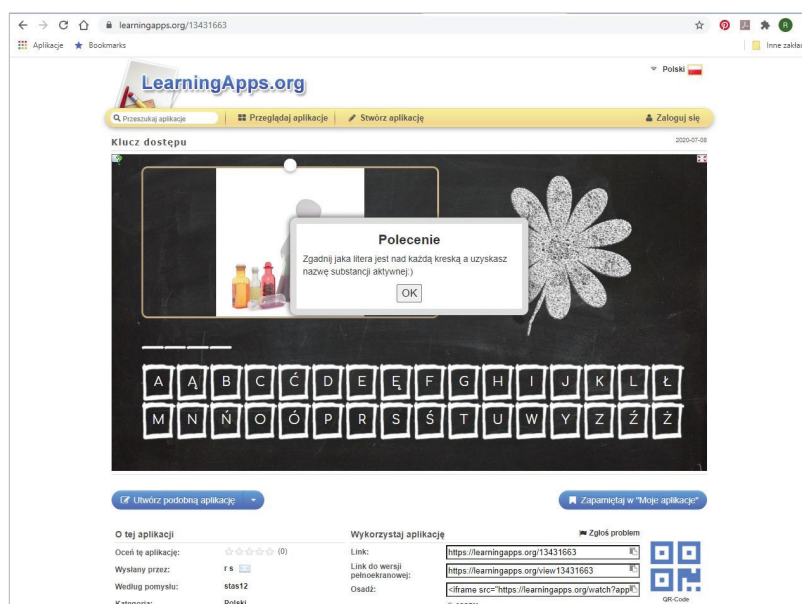 learningapps.org/13431663
R
Aplikacje Bookmarks Inne zakład
LearningApps.org
Polski
Przeszukaj aplikacje Przeglądaj aplikacje Stwórz aplikację Zaloguj się
Klucz dostępu 2020-07-08
Polecenie
Zgadnij jaka litera jest nad każdą kreską a uzyskasz
nazwę substancji aktywnej:)
OK
A Ą B C Ć D E Ę F G H I J K L Ł
M N Ń O Ó P R S Ś T U W Y Z Ź Ż
Utwórz podobną aplikację Zapamiętaj w "Moje aplikacje"
O tej aplikacji Wykorzystaj aplikację Zgłoś problem
Oceń tę aplikację: (0) Link: https://learningapps.org/13431663
Wysłany przez: r s Link do wersji pełnoekranowej: https://learningapps.org/view13431663
Według pomysłu: stas12 Osadź: <iframe src="https://learningapps.org/watch?app
Kategoria: Polski
QR-Code